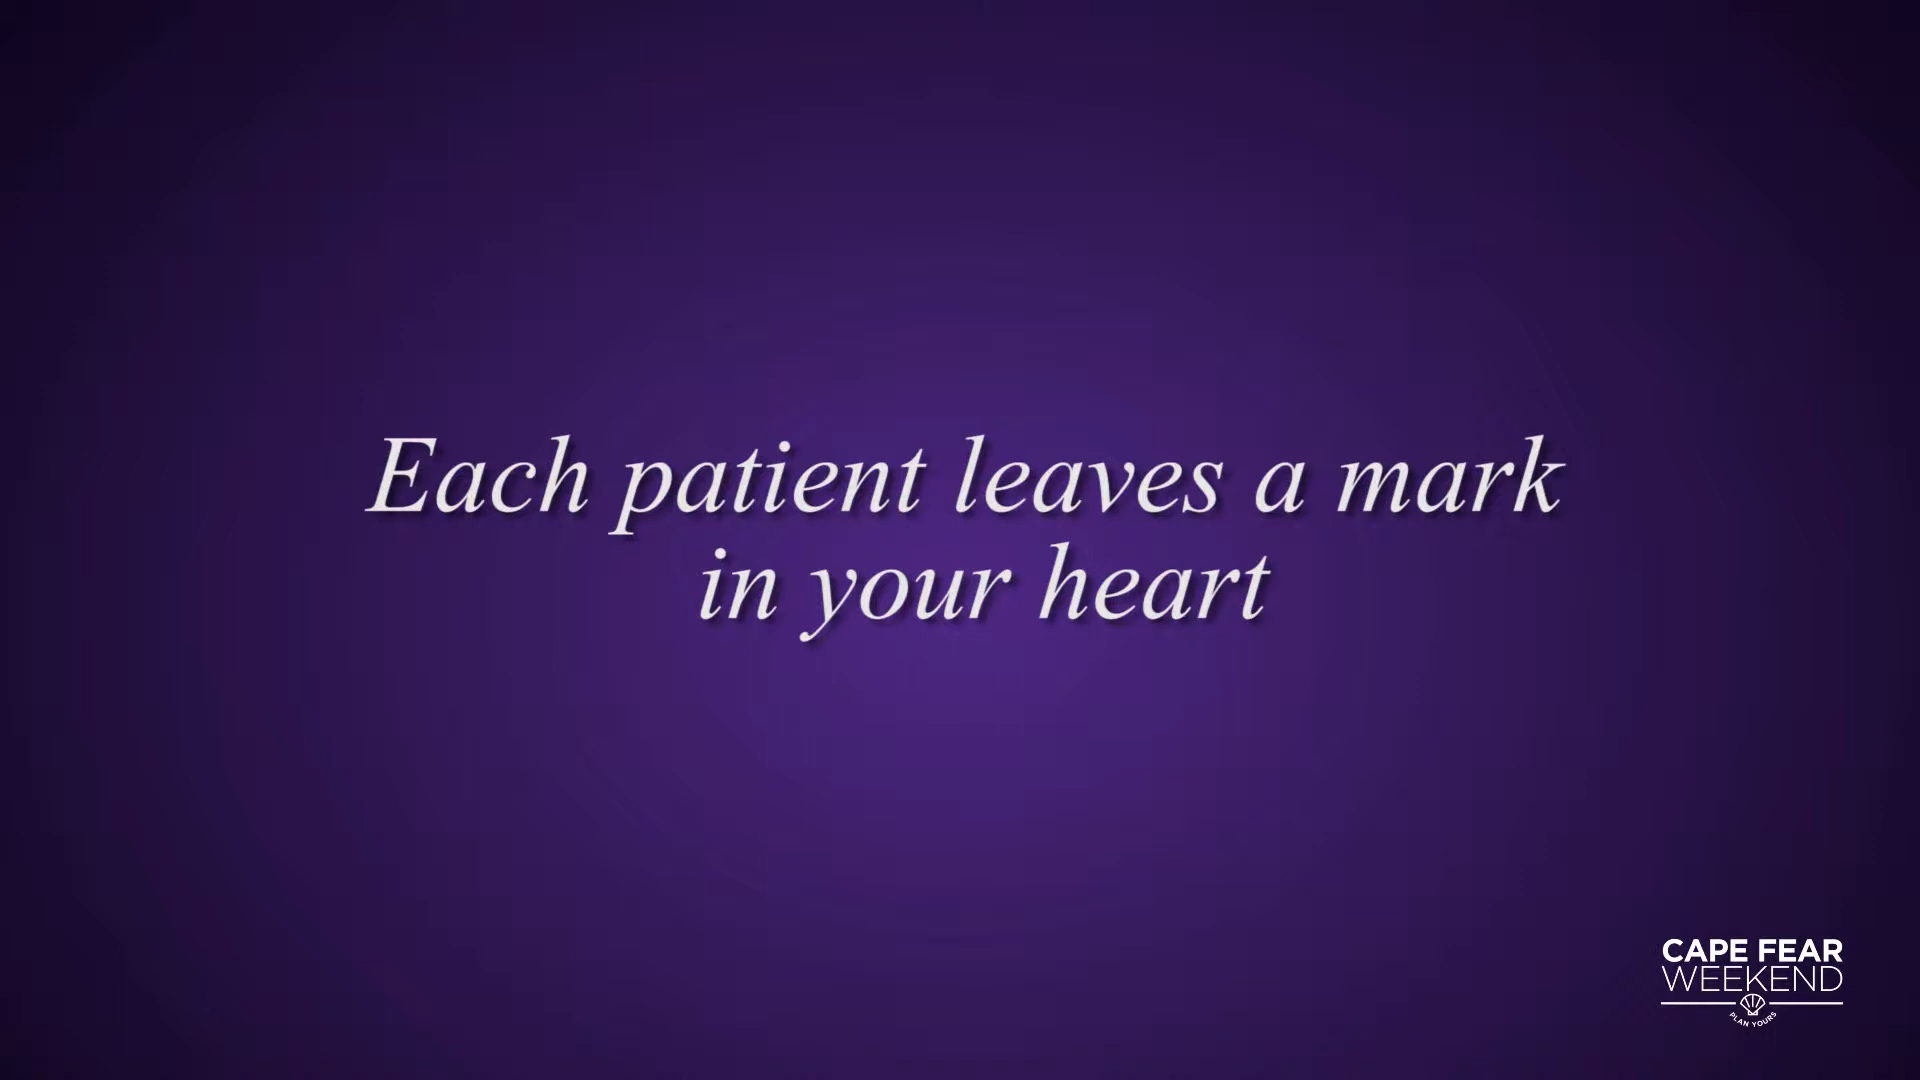 Each patient leaves a mark
in your heart
CAPE FEAR
WEEKEND
PLAN YOURS